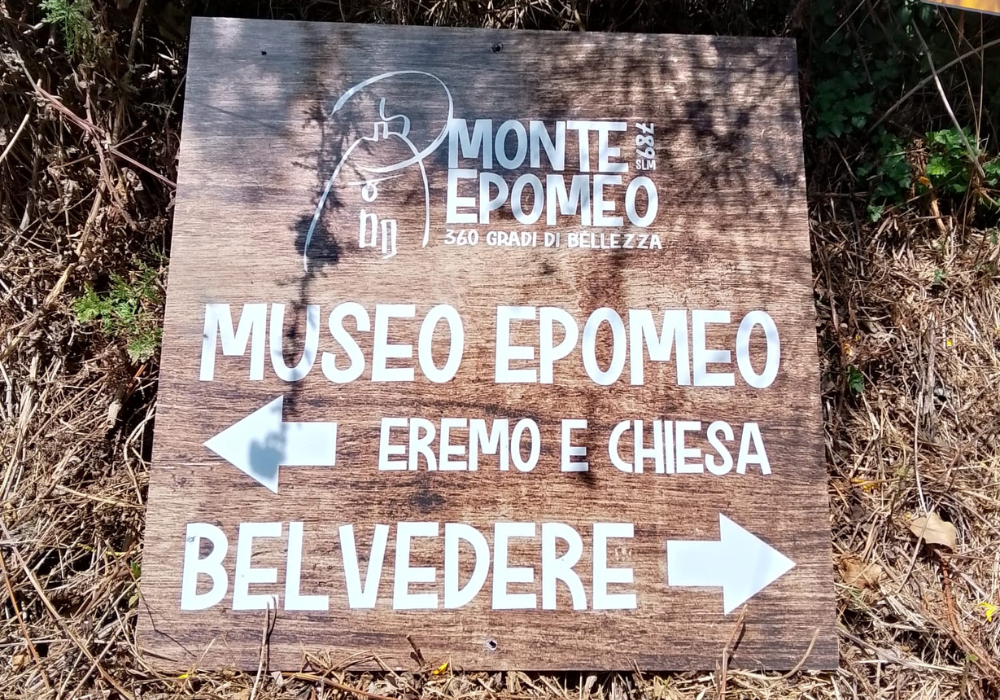 MONTE
789 SLM
EPOMEO
360 GRADI DI BELLEZZA
MUSEO EPOMEO
EREMO E CHIESA
BELVEDERE